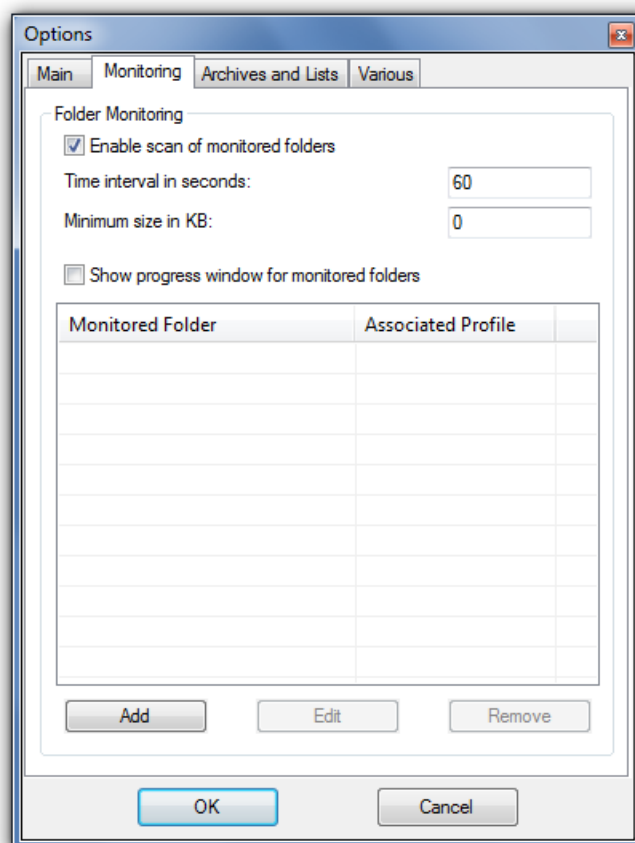 Options
Main Monitoring Archives and Lists Various
Folder Monitoring
Enable scan of monitored folders
Time interval in seconds: 60
Minimum size in KB: 0
Show progress window for monitored folders
Monitored Folder Associated Profile
Add Edit Remove
OK Cancel